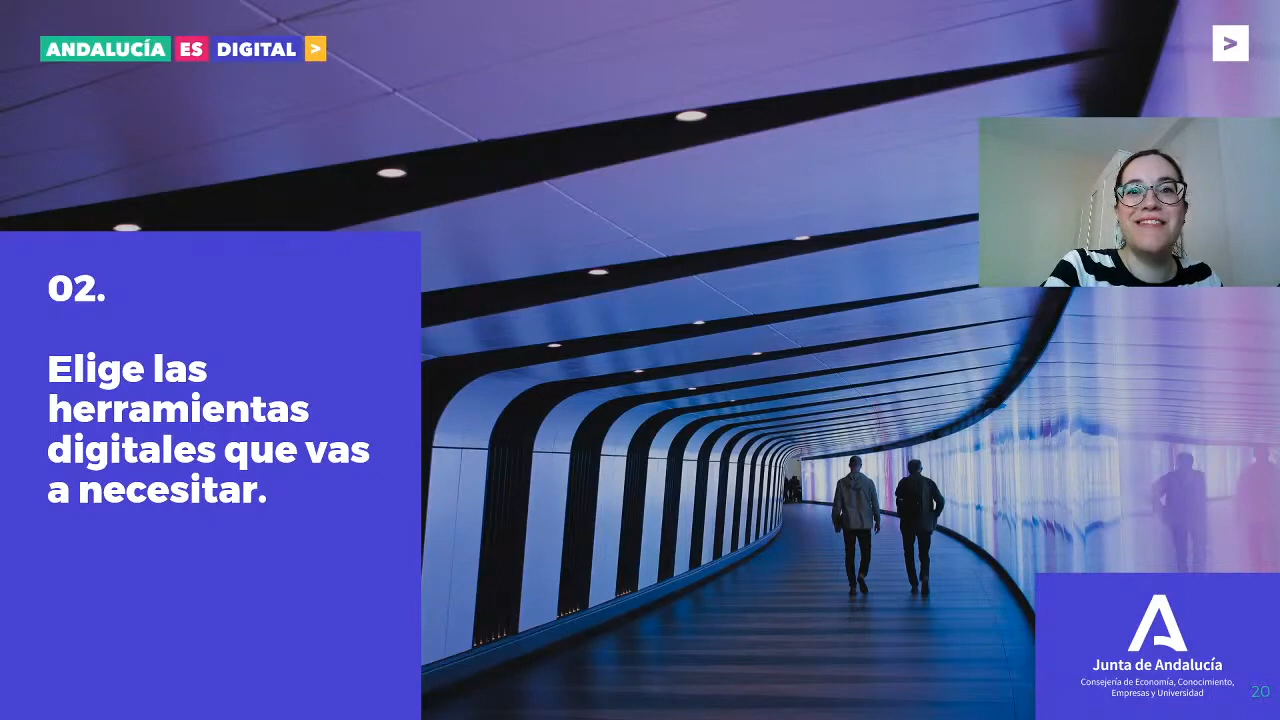 ANDALUCÍA ES DIGITAL >
>
02.
Elige las
herramientas
digitales que vas
a necesitar.
Junta de Andalucía
Consejería de Economía, Conocimiento,
Empresas y Universidad
20